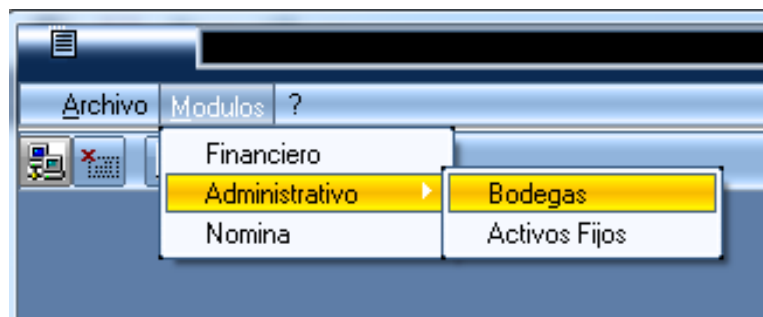 Archivo Modulos ?
Financiero
Administrativo Bodegas
Nomina Activos Fijos